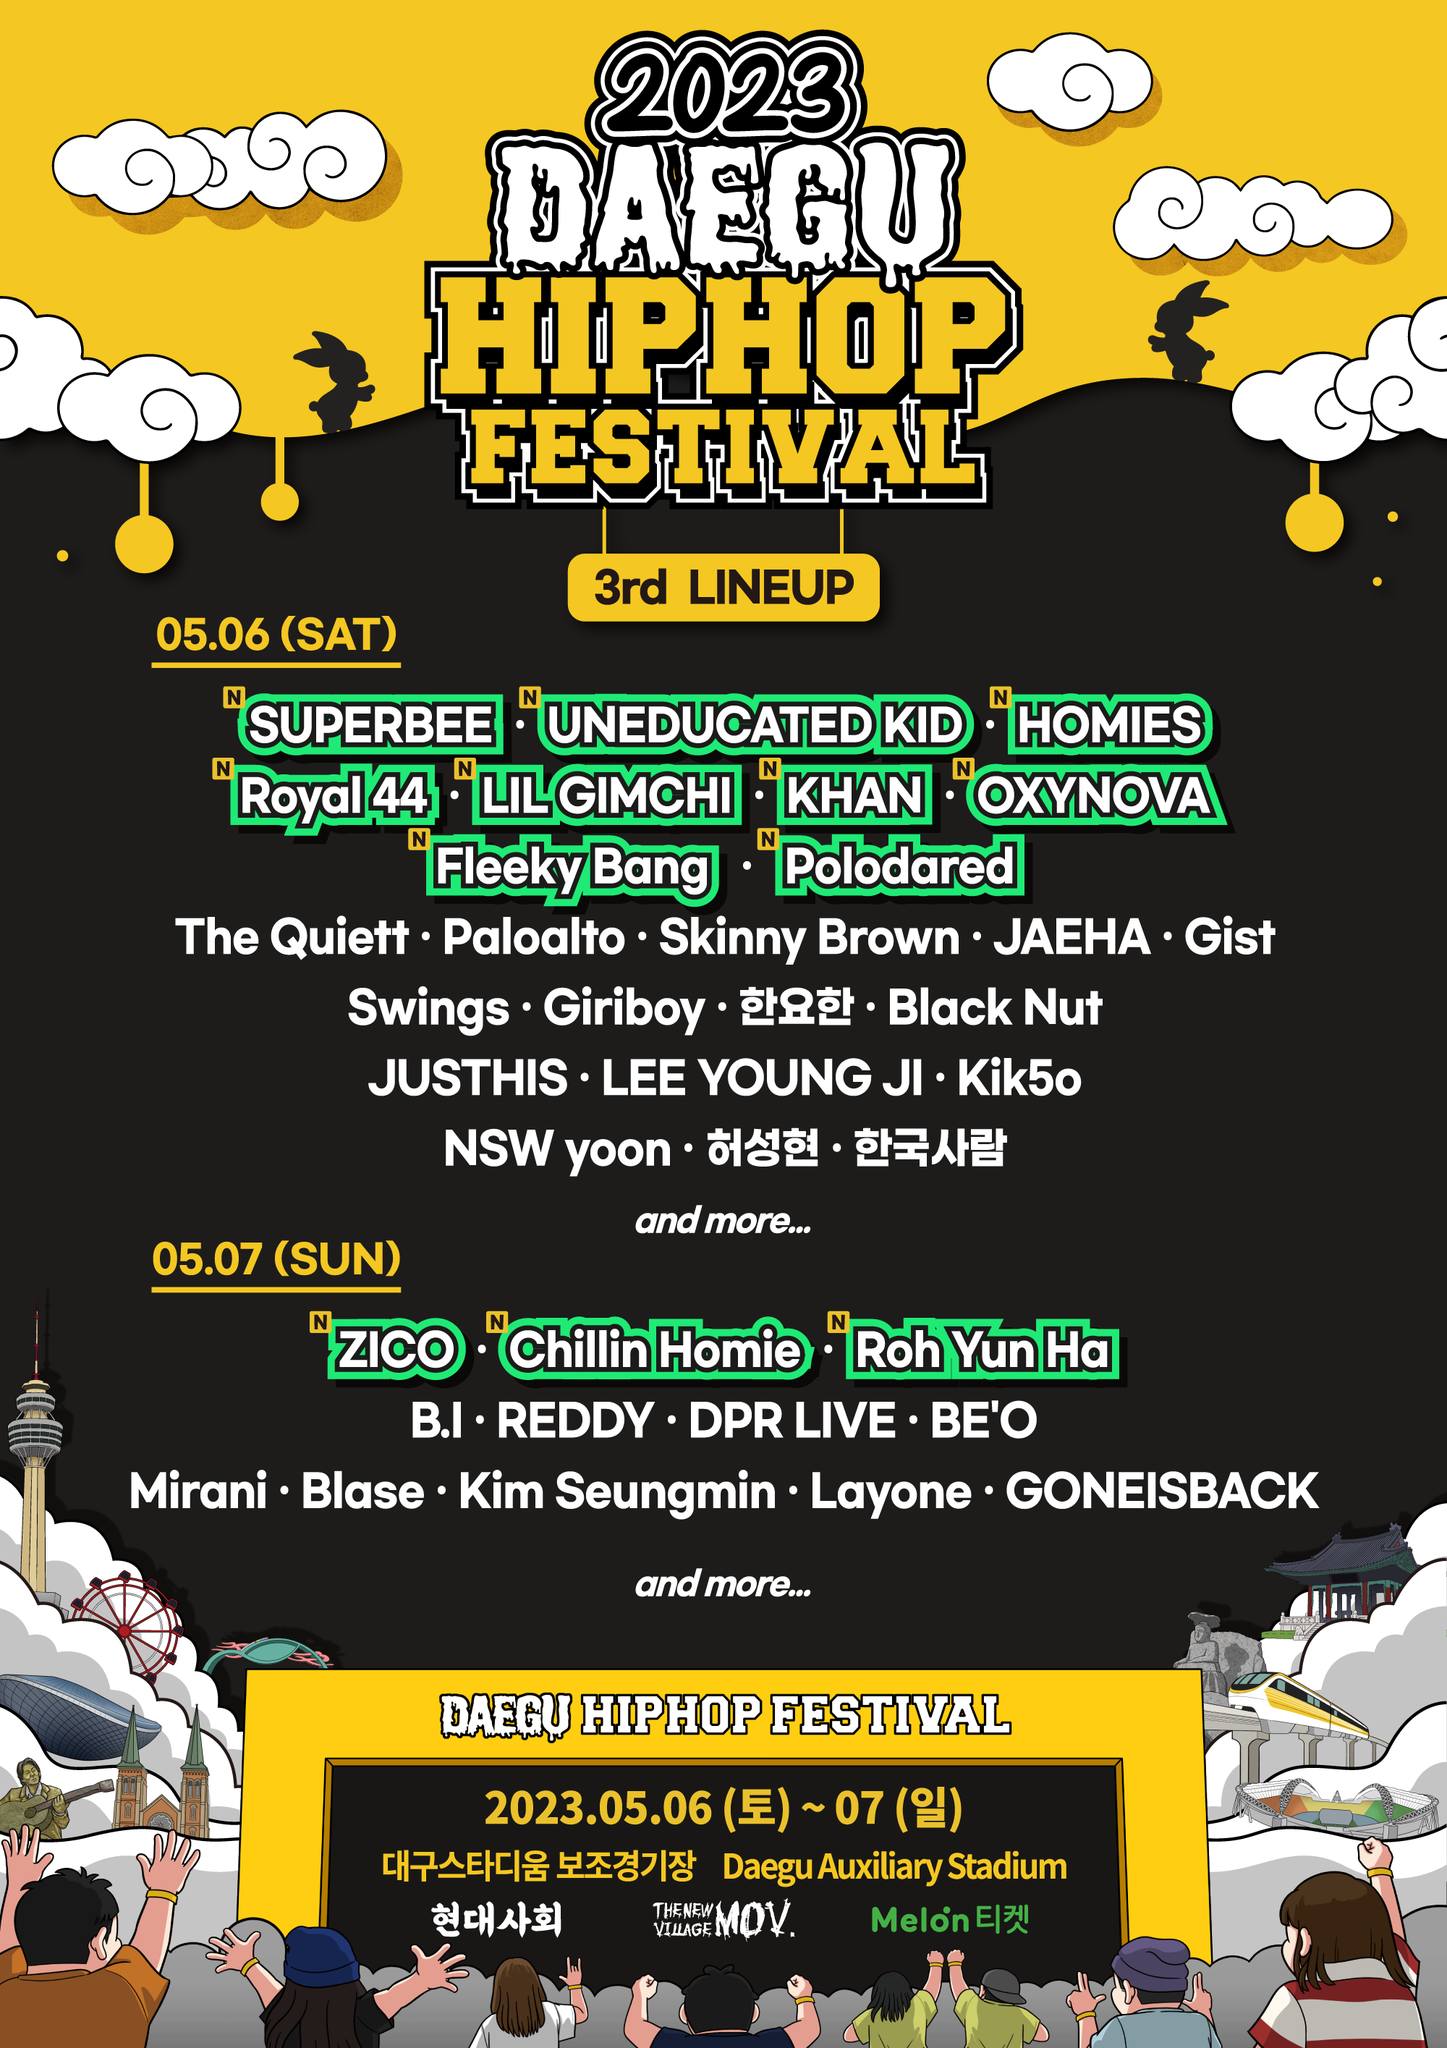 2023
DAEGU
HIPHOP
FESTIVAL
3rd LINEUP
05.06 (SAT)
N SUPERBEE · N UNEDUCATED KID · N HOMIES
N Royal 44 · N LIL GIMCHI · N KHAN · N OXYNOVA
N Fleeky Bang · N Polodared
The Quiett · Paloalto · Skinny Brown · JAEHA · Gist
Swings · Giriboy · 한요한 · Black Nut
JUSTHIS · LEE YOUNG JI · Kik5o
NSW yoon · 허성현 · 한국사람
and more...
05.07 (SUN)
N ZICO · N Chillin Homie · N Roh Yun Ha
B.I · REDDY · DPR LIVE · BE'O
Mirani · Blase · Kim Seungmin · Layone · GONEISBACK
and more...
DAEGU HIPHOP FESTIVAL
2023.05.06 (토) ~ 07 (일)
대구스타디움 보조경기장 Daegu Auxiliary Stadium
현대사회 THE NEW VILLAGE MOV. Melon 티켓